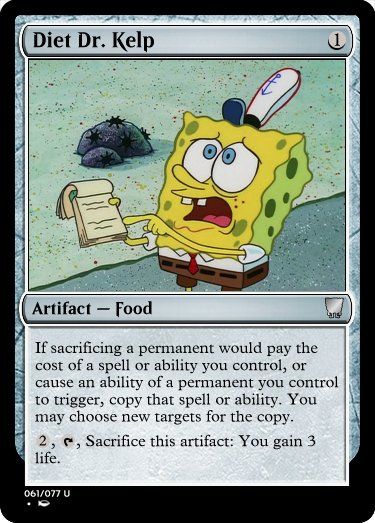 Diet Dr. Kelp 1
Artifact — Food
If sacrificing a permanent would pay the
cost of a spell or ability you control, or
cause an ability of a permanent you control
to trigger, copy that spell or ability. You
may choose new targets for the copy.
2, , Sacrifice this artifact: You gain 3
life.
061/077 U